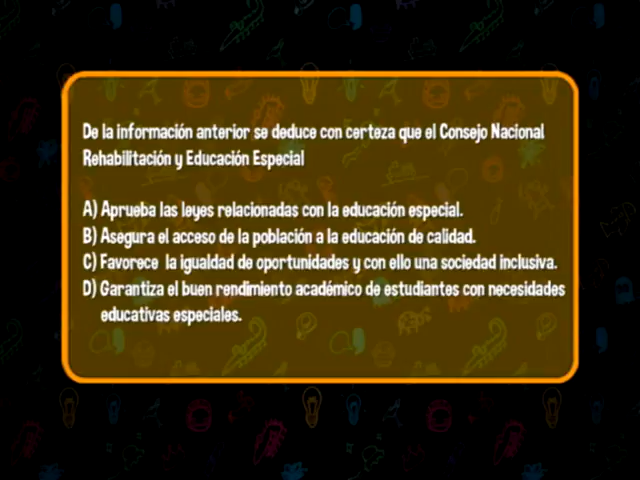 De la información anterior se deduce con certeza que el Consejo Nacional
Rehabilitación y Educación Especial
A) Aprueba las leyes relacionadas con la educación especial.
B) Asegura el acceso de la población a la educación de calidad.
C) Favorece la igualdad de oportunidades y con ello una sociedad inclusiva.
D) Garantiza el buen rendimiento académico de estudiantes con necesidades
educativas especiales.